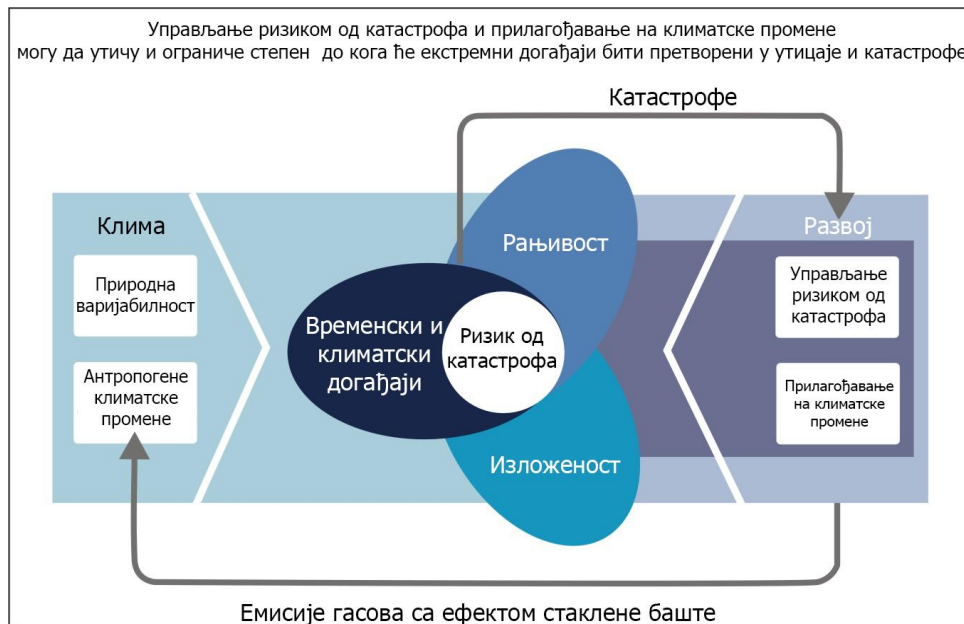 Управљање ризиком од катастрофа и прилагођавање на климатске промене
могу да утичу и ограниче степен до кога ће екстремни догађаји бити претворени у утицаје и катастрофе
Катастрофе
Клима
Природна
варијабилност
Антропогене
климатске
промене
Временски и
климатски
догађаји
Ризик од
катастрофа
Рањивост
Изложеност
Развој
Управљање
ризиком од
катастрофа
Прилагођавање
на климатске
промене
Емисије гасова са ефектом стаклене баште